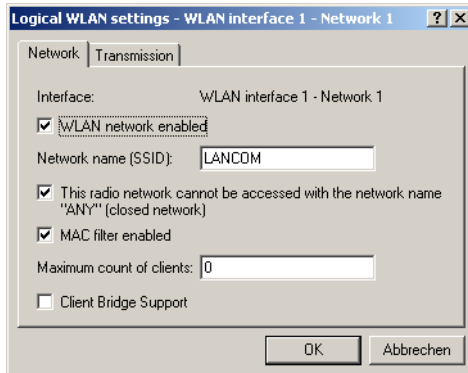 Logical WLAN settings - WLAN interface 1 - Network 1
Network Transmission
Interface: WLAN interface 1 - Network 1
WLAN network enabled
Network name (SSID): LANCOM
This radio network cannot be accessed with the network name
"ANY" (closed network)
MAC filter enabled
Maximum count of clients: 0
Client Bridge Support
OK Abbrechen